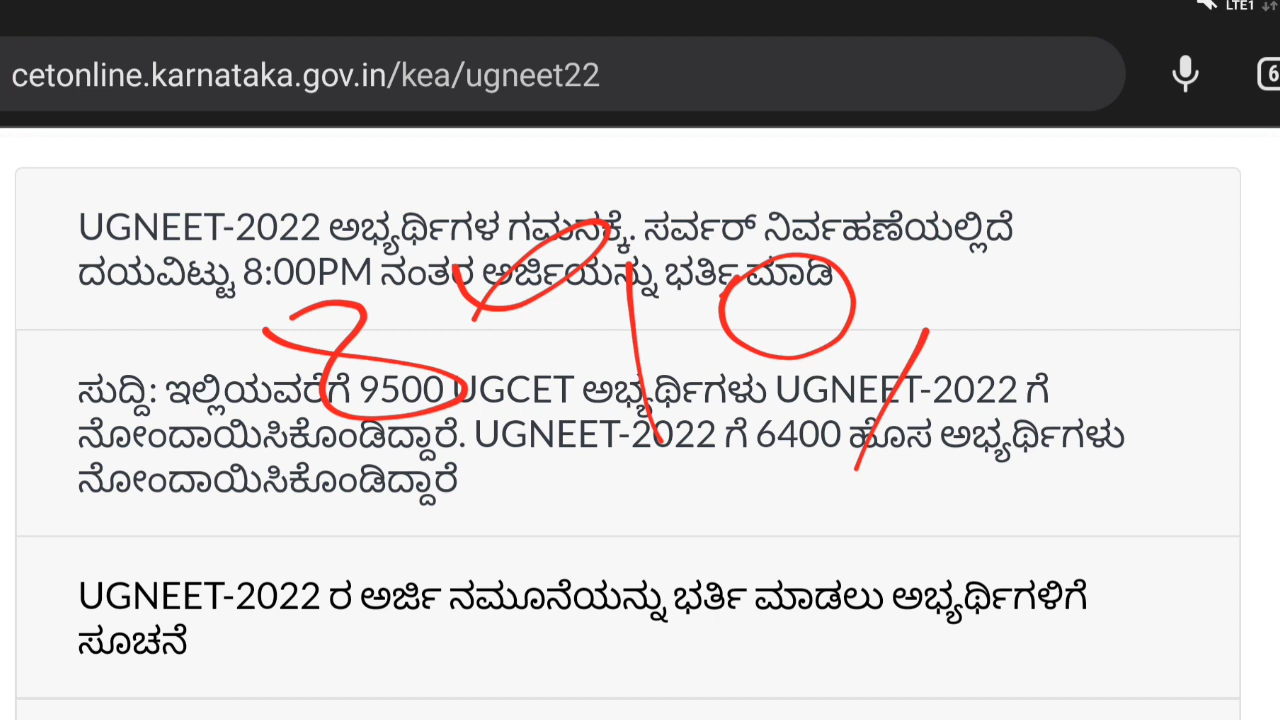 LTE1
cetonline.karnataka.gov.in/kea/ugneet22
6
UGNEET-2022 ಅಭ್ಯರ್ಥಿಗಳ ಗಮನಕ್ಕೆ. ಸರ್ವರ್ ನಿರ್ವಹಣೆಯಲ್ಲಿದೆ
ದಯವಿಟ್ಟು 8:00PM ನಂತರ ಅರ್ಜಿಯನ್ನು ಭರ್ತಿ ಮಾಡಿ
ಸುದ್ದಿ: ಇಲ್ಲಿಯವರೆಗೆ 9500 UGCET ಅಭ್ಯರ್ಥಿಗಳು UGNEET-2022 ಗೆ
ನೋಂದಾಯಿಸಿಕೊಂಡಿದ್ದಾರೆ. UGNEET-2022 ಗೆ 6400 ಹೊಸ ಅಭ್ಯರ್ಥಿಗಳು
ನೋಂದಾಯಿಸಿಕೊಂಡಿದ್ದಾರೆ
UGNEET-2022 ರ ಅರ್ಜಿ ನಮೂನೆಯನ್ನು ಭರ್ತಿ ಮಾಡಲು ಅಭ್ಯರ್ಥಿಗಳಿಗೆ
ಸೂಚನೆ